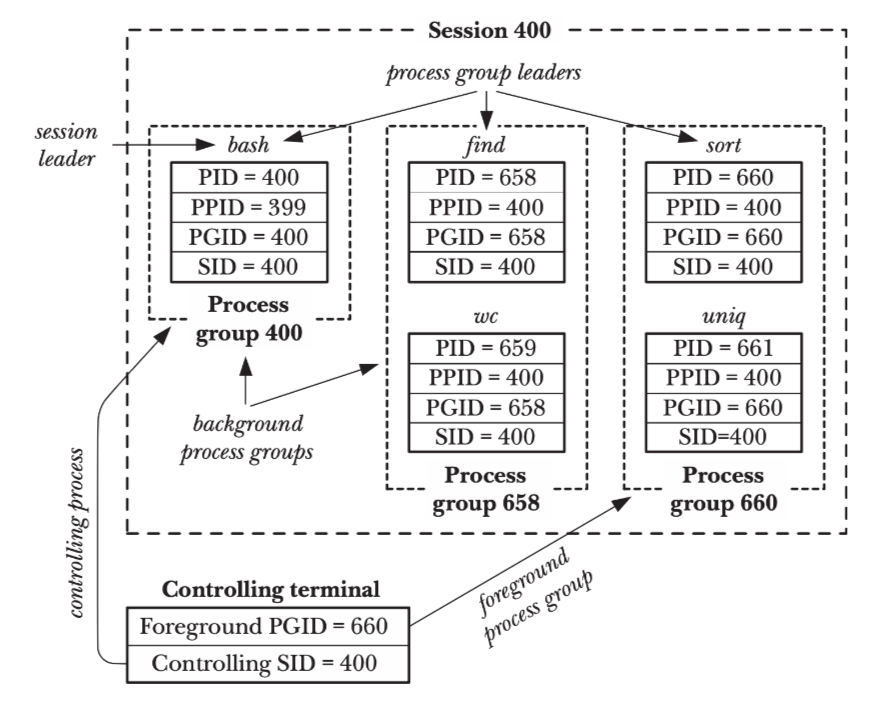 Session 400
process group leaders
session
leader
bash
PID = 400
PPID = 399
PGID = 400
SID = 400
Process
group 400
find
PID = 658
PPID = 400
PGID = 658
SID = 400
wc
PID = 659
PPID = 400
PGID = 658
SID = 400
Process
group 658
sort
PID = 660
PPID = 400
PGID = 660
SID = 400
uniq
PID = 661
PPID = 400
PGID = 660
SID=400
Process
group 660
background
process groups
controlling process
foreground
process group
Controlling terminal
Foreground PGID = 660
Controlling SID = 400